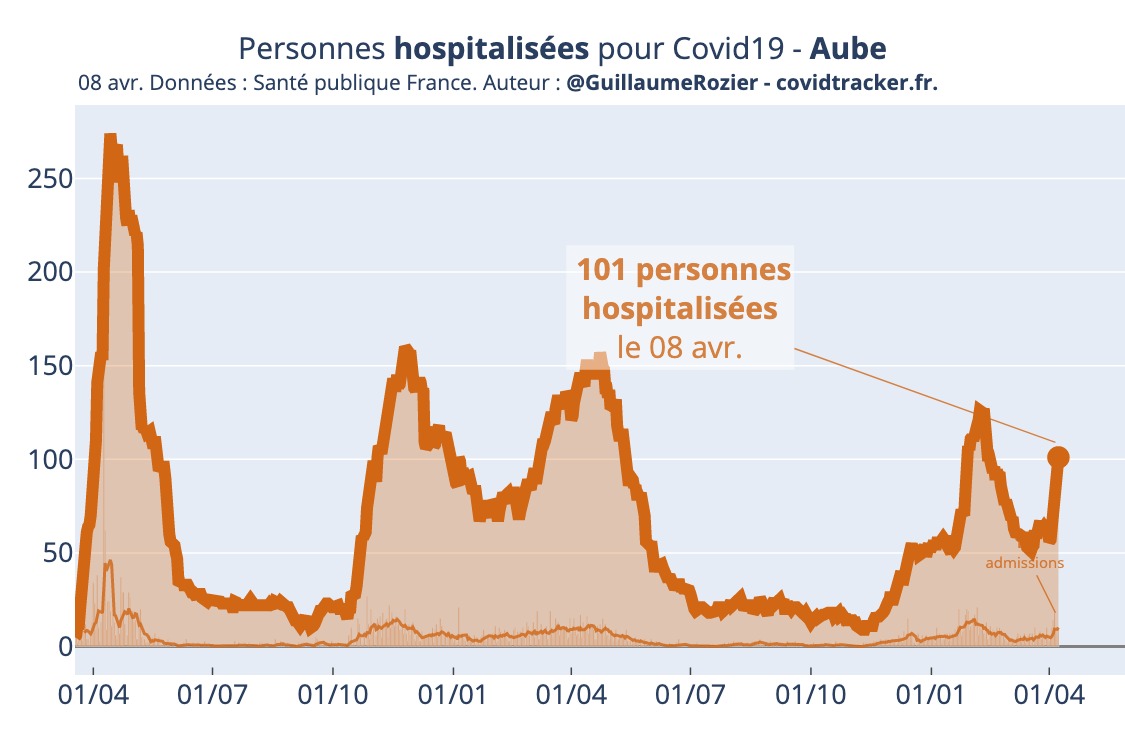 Personnes hospitalisées pour Covid19 - Aube
08 avr. Données : Santé publique France. Auteur : @GuillaumeRozier - covidtracker.fr.
250
200
150
100
50
0
101 personnes
hospitalisées
le 08 avr.
admissions
01/04 01/07 01/10 01/01 01/04 01/07 01/10 01/01 01/04